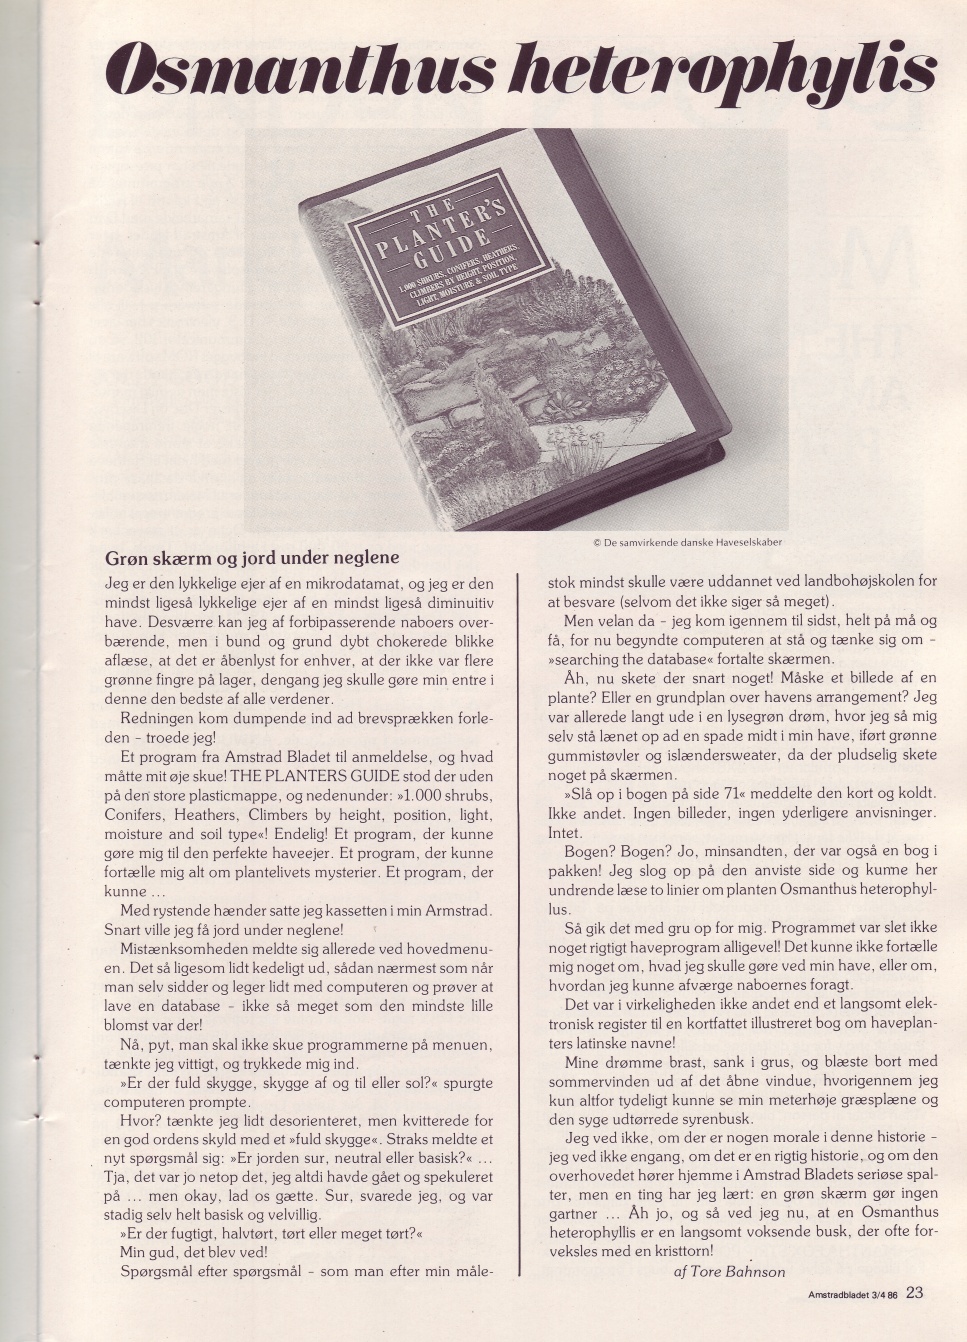 Osmanthus heterophylis
THE
PLANTER'S
GUIDE
1,000 SHRUBS, CONIFERS, HEATHERS,
CLIMBERS BY HEIGHT, POSITION,
LIGHT, MOISTURE & SOIL TYPE
© De samvirkende danske Haveselskaber
Grøn skærm og jord under neglene
Jeg er den lykkelige ejer af en mikrodatamat, og jeg er den
mindst ligeså lykkelige ejer af en mindst ligeså diminuitiv
have. Desværre kan jeg af forbipasserende naboers over-
bærende, men i bund og grund dybt chokerede blikke
aflæse, at det er åbenlyst for enhver, at der ikke var flere
grønne fingre på lager, dengang jeg skulle gøre min entre i
denne den bedste af alle verdener.
Redningen kom dumpende ind ad brevsprækken forle-
den – troede jeg!
Et program fra Amstrad Bladet til anmeldelse, og hvad
måtte mit øje skue! THE PLANTERS GUIDE stod der uden
på den store plasticmappe, og nedenunder: »1.000 shrubs,
Conifers, Heathers, Climbers by height, position, light,
moisture and soil type«! Endelig! Et program, der kunne
gøre mig til den perfekte haveejer. Et program, der kunne
fortælle mig alt om plantelivets mysterier. Et program, der
kunne ...
Med rystende hænder satte jeg kassetten i min Armstrad.
Snart ville jeg få jord under neglene!
Mistænksomheden meldte sig allerede ved hovedmenu-
en. Det så ligesom lidt kedeligt ud, sådan nærmest som når
man selv sidder og leger lidt med computeren og prøver at
lave en database – ikke så meget som den mindste lille
blomst var der!
Nå, pyt, man skal ikke skue programmerne på menuen,
tænkte jeg vittigt, og trykkede mig ind.
»Er der fuld skygge, skygge af og til eller sol?« spurgte
computeren prompte.
Hvor? tænkte jeg lidt desorienteret, men kvitterede for
en god ordens skyld med et »fuld skygge«. Straks meldte et
nyt spørgsmål sig: »Er jorden sur, neutral eller basisk?« ...
Tja, det var jo netop det, jeg altdi havde gået og spekuleret
på ... men okay, lad os gætte. Sur, svarede jeg, og var
stadig selv helt basisk og velvillig.
»Er der fugtigt, halvtørt, tørt eller meget tørt?«
Min gud, det blev ved!
Spørgsmål efter spørgsmål – som man efter min måle-
stok mindst skulle være uddannet ved landbohøjskolen for
at besvare (selvom det ikke siger så meget).
Men velan da – jeg kom igennem til sidst, helt på må og
få, for nu begyndte computeren at stå og tænke sig om –
»searching the database« fortalte skærmen.
Åh, nu skete der snart noget! Måske et billede af en
plante? Eller en grundplan over havens arrangement? Jeg
var allerede langt ude i en lysegrøn drøm, hvor jeg så mig
selv stå lænet op ad en spade midt i min have, iført grønne
gummistøvler og islændersweater, da der pludselig skete
noget på skærmen.
»Slå op i bogen på side 71« meddelte den kort og koldt.
Ikke andet. Ingen billeder, ingen yderligere anvisninger.
Intet.
Bogen? Bogen? Jo, minsandten, der var også en bog i
pakken! Jeg slog op på den anviste side og kunne her
undrende læse to linier om planten Osmanthus heterophyl-
lus.
Så gik det med gru op for mig. Programmet var slet ikke
noget rigtigt haveprogram alligevel! Det kunne ikke fortælle
mig noget om, hvad jeg skulle gøre ved min have, eller om,
hvordan jeg kunne afværge naboernes foragt.
Det var i virkeligheden ikke andet end et langsomt elek-
tronisk register til en kortfattet illustreret bog om haveplan-
ters latinske navne!
Mine drømme brast, sank i grus, og blæste bort med
sommervinden ud af det åbne vindue, hvorigennem jeg
kun altfor tydeligt kunne se min meterhøje græsplæne og
den syge udtørrede syrenbusk.
Jeg ved ikke, om der er nogen morale i denne historie –
jeg ved ikke engang, om det er en rigtig historie, og om den
overhovedet hører hjemme i Amstrad Bladets seriøse spal-
ter, men en ting har jeg lært: en grøn skærm gør ingen
gartner ... Åh jo, og så ved jeg nu, at en Osmanthus
heterophyllis er en langsomt voksende busk, der ofte for-
veksles med en kristtorn!
af Tore Bahnson
Amstradbladet 3/4 86 23